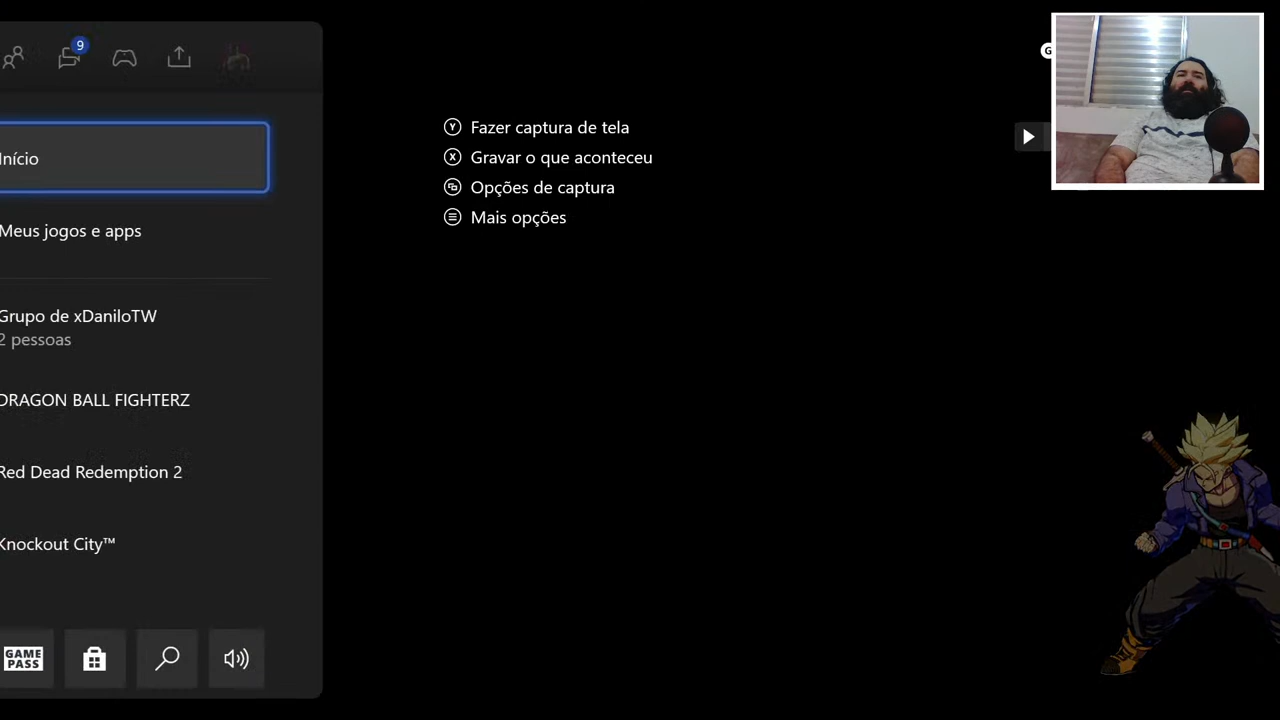 9
Início
Meus jogos e apps
Grupo de xDaniloTW
2 pessoas
DRAGON BALL FIGHTERZ
Red Dead Redemption 2
Knockout City™
GAME
PASS
Y Fazer captura de tela
X Gravar o que aconteceu
Opções de captura
Mais opções
G